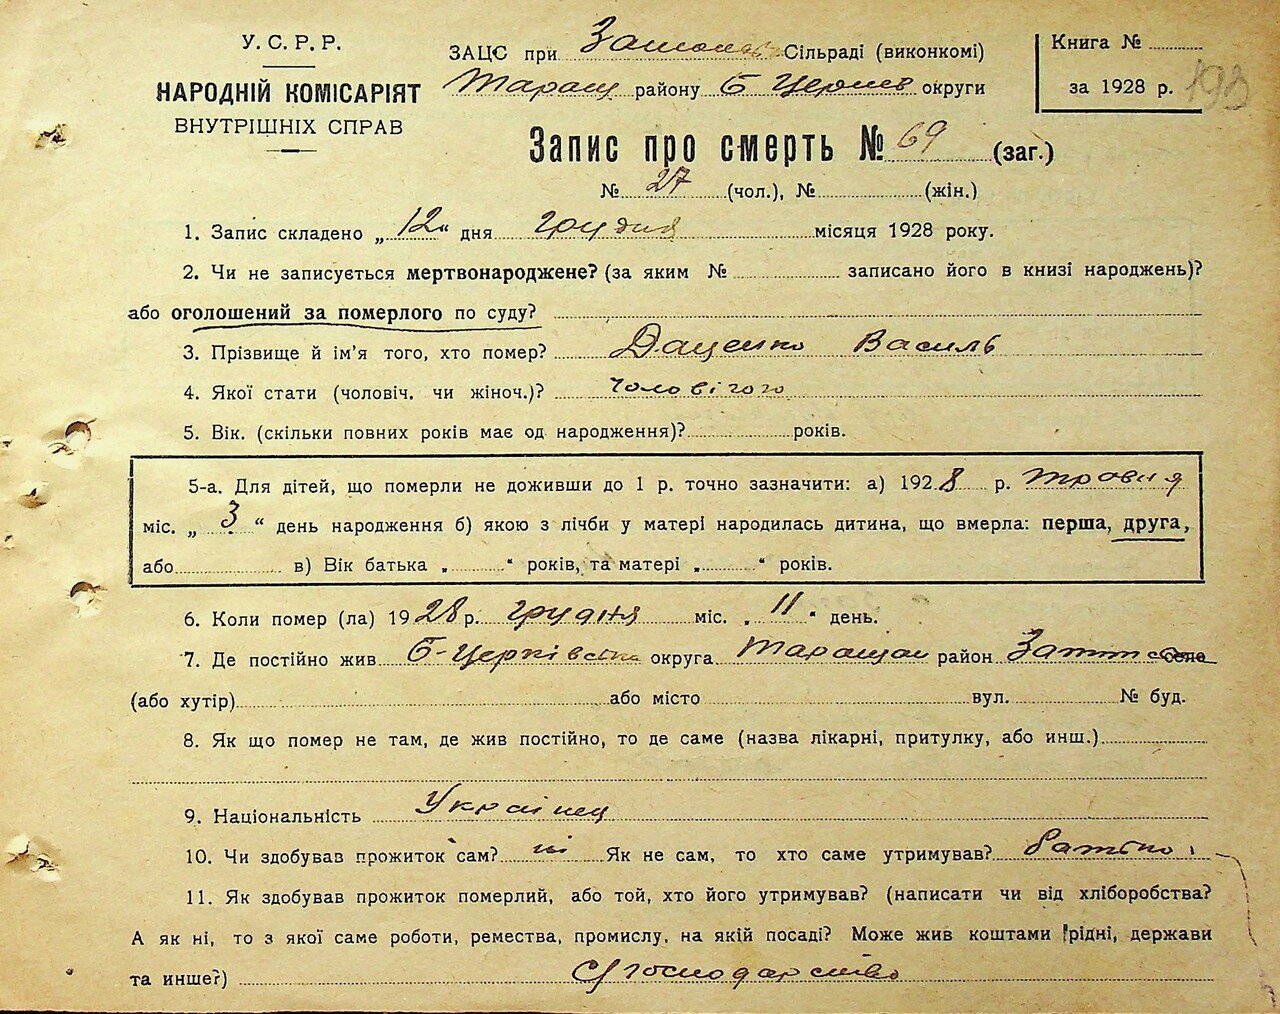 У. С. Р. Р.
НАРОДНІЙ КОМІСАРІЯТ
ВНУТРІШНІХ СПРАВ
ЗАЦС при Сільраді (виконкомі)
Таращ району Б Церків округи
Книга №
за 1928 р. 193
Запис про смерть № 69 (заг.)
№ 27 (чол.), № (жін.)
1. Запис складено „12“ дня грудня місяця 1928 року.
2. Чи не записується мертвонароджене? (за яким № записано його в книзі народжень)?
або оголошений за померлого по суду?
3. Прізвище й ім'я того, хто помер? Даценко Василь
4. Якої стати (чоловіч. чи жіноч.)? Чоловічого
5. Вік. (скільки повних років має од народження)? років.
5-а. Для дітей, що померли не доживши до 1 р. точно зазначити: а) 1928 р. травня
міс. „3“ день народження б) якою з лічби у матері народилась дитина, що вмерла: перша, друга,
або в) Вік батька „ “ років, та матері „ “ років.
6. Коли помер (ла) 1928 р. грудня міс. „11“ день.
7. Де постійно жив Б-Церківська округа Таращан район село
(або хутір) або місто вул. № буд.
8. Як що помер не там, де жив постійно, то де саме (назва лікарні, притулку, або инш.)
9. Національність Українец
10. Чи здобував прожиток сам? ні Як не сам, то хто саме утримував? батько
11. Як здобував прожиток померлий, або той, хто його утримував? (написати чи від хліборобства?
А як ні, то з якої саме роботи, ремества, промислу, на якій посаді? Може жив коштами рідні, держави
та инше?) Сгосподарство